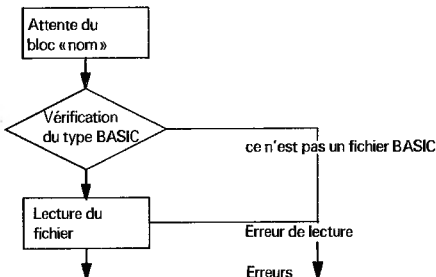 Attente du
bloc «nom»
Vérification
du type BASIC
ce n'est pas un fichier BASIC
Lecture du
fichier
Erreur de lecture
Erreurs